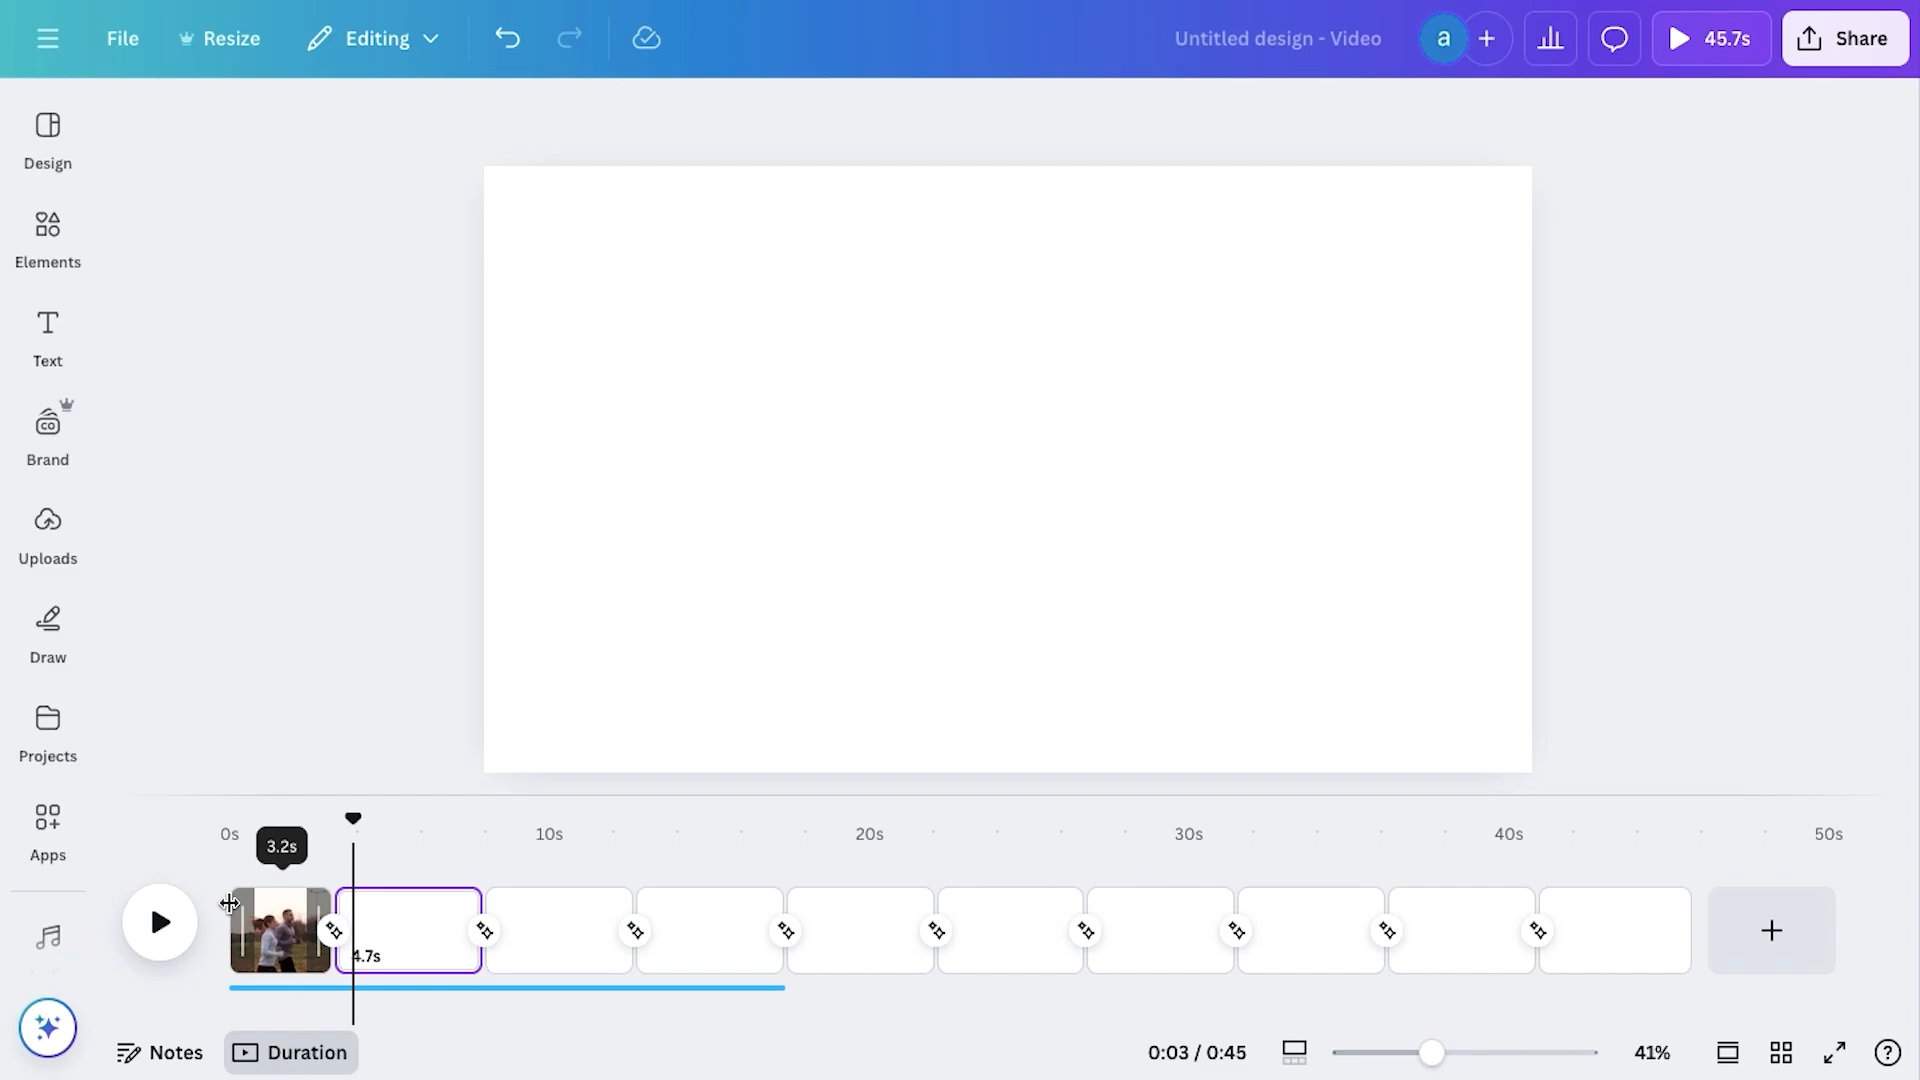 File
Resize
Editing
Untitled design - Video
a
45.7s
Share
Design
Elements
Text
CO
Brand
Uploads
Draw
Projects
Apps
0s
10s
20s
30s
40s
50s
3.2s
4.7s
Notes
Duration
0:03 / 0:45
41%